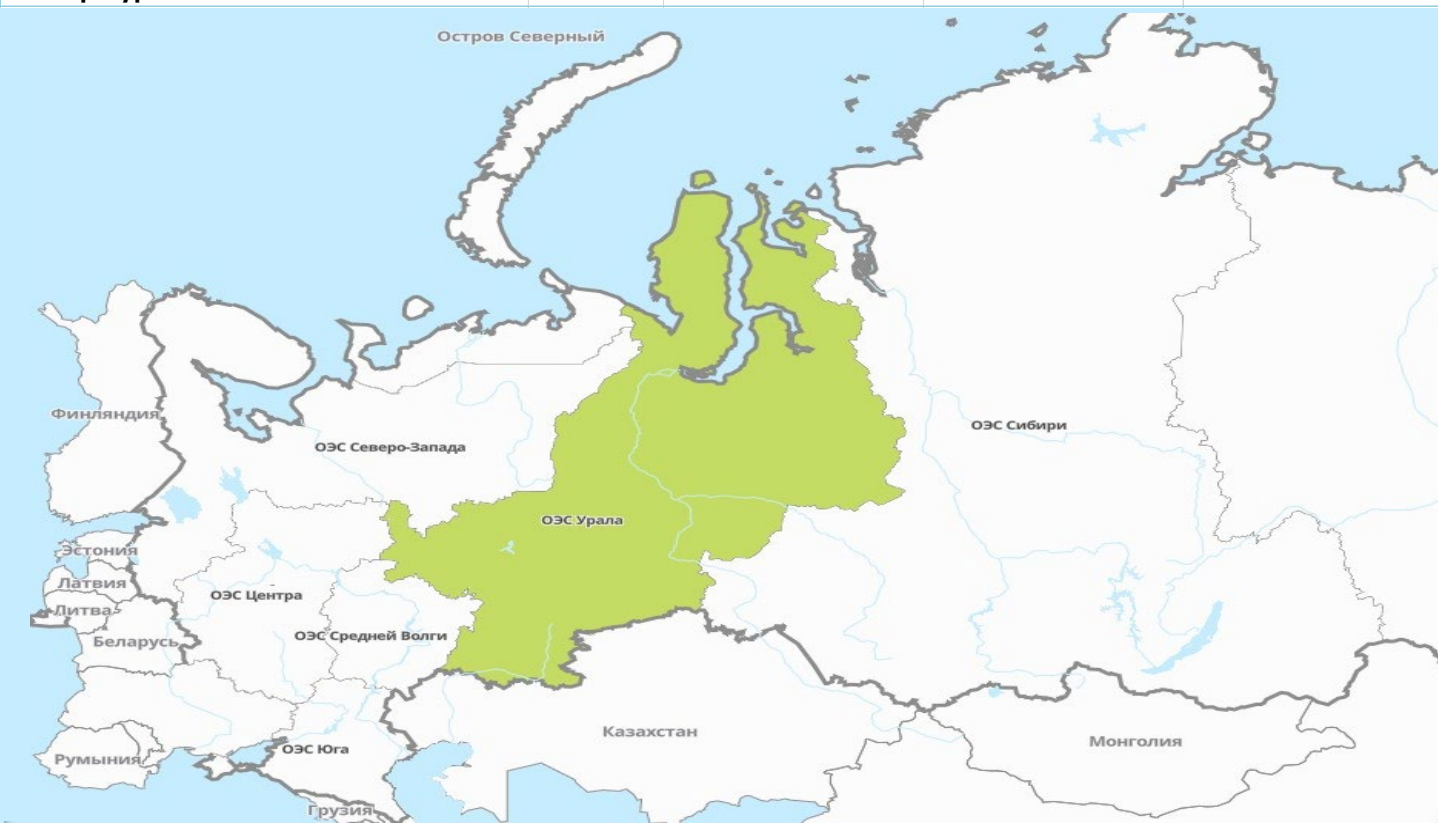 Остров Северный
Финляндия
ОЭС Сибири
ОЭС Северо-Запада
ОЭС Урала
Эстония
Латвия
ОЭС Центра
Литва
ОЭС Средней Волги
Беларусь
Казахстан
Монголия
ОЭС Юга
Румыния
Грузия